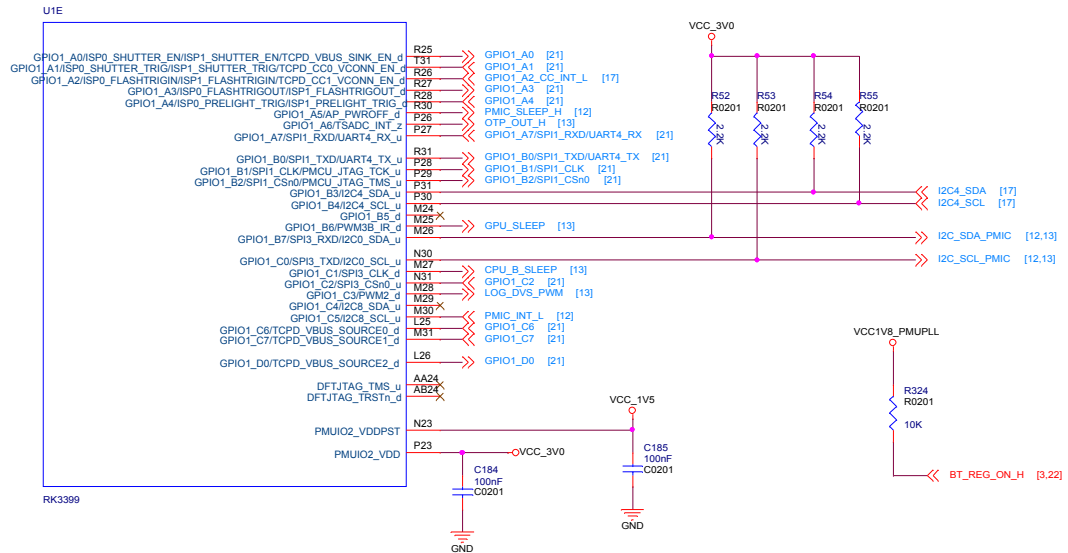 U1E
GPIO1_A0/ISP0_SHUTTER_EN/ISP1_SHUTTER_EN/TCPD_VBUS_SINK_EN_d R25 GPIO1_A0 [21]
GPIO1_A1/ISP0_SHUTTER_TRIG/ISP1_SHUTTER_TRIG/TCPD_CC0_VCONN_EN_d T31 GPIO1_A1 [21]
GPIO1_A2/ISP0_FLASHTRIGIN/ISP1_FLASHTRIGIN/TCPD_CC1_VCONN_EN_d R26 GPIO1_A2_CC_INT_L [17]
GPIO1_A3/ISP0_FLASHTRIGOUT/ISP1_FLASHTRIGOUT_d R27 GPIO1_A3 [21]
GPIO1_A4/ISP0_PRELIGHT_TRIG/ISP1_PRELIGHT_TRIG_d R28 GPIO1_A4 [21]
GPIO1_A5/AP_PWROFF_d R30 PMIC_SLEEP_H [12]
GPIO1_A6/TSADC_INT_z P26 OTP_OUT_H [13]
GPIO1_A7/SPI1_RXD/UART4_RX_u P27 GPIO1_A7/SPI1_RXD/UART4_RX [21]
GPIO1_B0/SPI1_TXD/UART4_TX_u R31 GPIO1_B0/SPI1_TXD/UART4_TX [21]
GPIO1_B1/SPI1_CLK/PMCU_JTAG_TCK_u P28 GPIO1_B1/SPI1_CLK [21]
GPIO1_B2/SPI1_CSn0/PMCU_JTAG_TMS_u P29 GPIO1_B2/SPI1_CSn0 [21]
GPIO1_B3/I2C4_SDA_u P31 I2C4_SDA [17]
GPIO1_B4/I2C4_SCL_u P30 I2C4_SCL [17]
GPIO1_B5_d M24
GPIO1_B6/PWM3B_IR_d M25 GPU_SLEEP [13]
GPIO1_B7/SPI3_RXD/I2C0_SDA_u M26 I2C_SDA_PMIC [12,13]
GPIO1_C0/SPI3_TXD/I2C0_SCL_u N30 I2C_SCL_PMIC [12,13]
GPIO1_C1/SPI3_CLK_d M27 CPU_B_SLEEP [13]
GPIO1_C2/SPI3_CSn0_u N31 GPIO1_C2 [21]
GPIO1_C3/PWM2_d M28 LOG_DVS_PWM [13]
GPIO1_C4/I2C8_SDA_u M29
GPIO1_C5/I2C8_SCL_u M30 PMIC_INT_L [12]
GPIO1_C6/TCPD_VBUS_SOURCE0_d L25 GPIO1_C6 [21]
GPIO1_C7/TCPD_VBUS_SOURCE1_d M31 GPIO1_C7 [21]
GPIO1_D0/TCPD_VBUS_SOURCE2_d L26 GPIO1_D0 [21]
DFTJTAG_TMS_u AA24
DFTJTAG_TRSTn_d AB24
PMUIO2_VDDPST N23
PMUIO2_VDD P23
RK3399
VCC_3V0
R52 R53 R54 R55
R0201 R0201 R0201 R0201
2.2K 2.2K 2.2K 2.2K
VCC_1V5
VCC_3V0
C184
100nF
C0201
GND
C185
100nF
C0201
GND
VCC1V8_PMUPLL
R324
R0201
10K
BT_REG_ON_H [3,22]